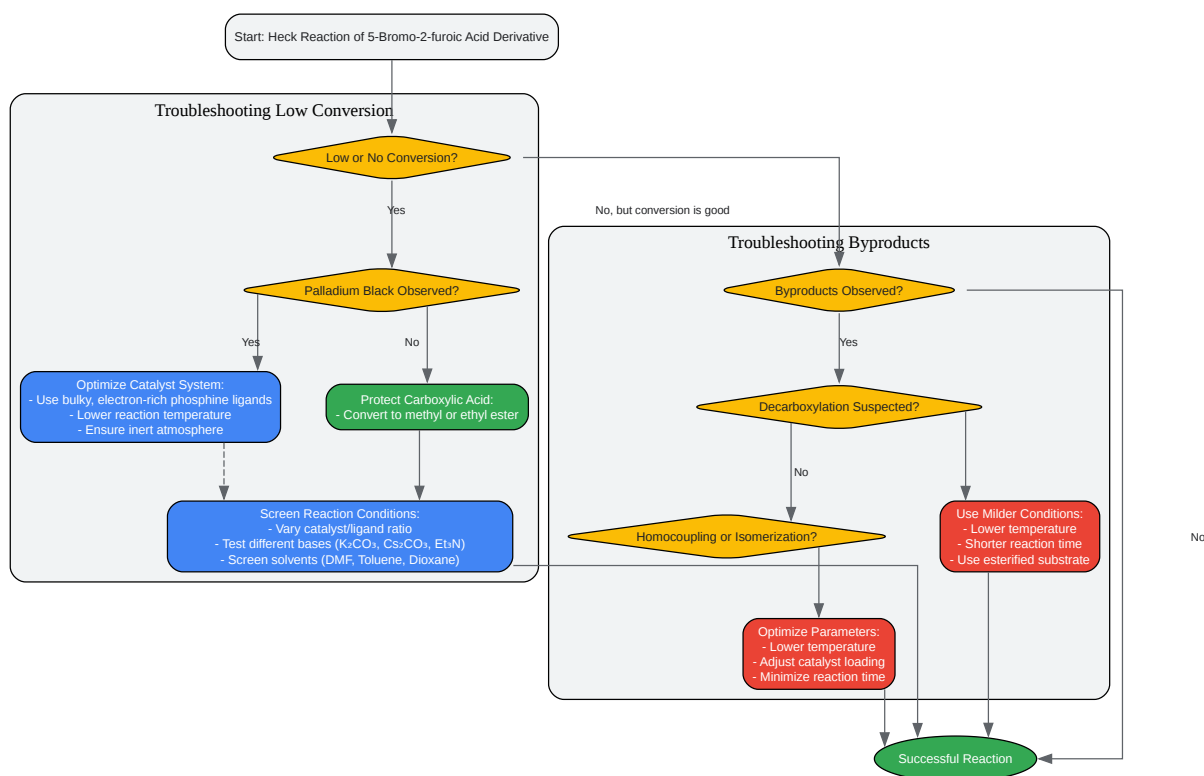 Start: Heck Reaction of 5-Bromo-2-furoic Acid Derivative
Troubleshooting Low Conversion
Low or No Conversion?
Yes
No, but conversion is good
Troubleshooting Byproducts
Palladium Black Observed?
Byproducts Observed?
Yes
No
Yes
Optimize Catalyst System:
- Use bulky, electron-rich phosphine ligands
- Lower reaction temperature
- Ensure inert atmosphere
Protect Carboxylic Acid:
- Convert to methyl or ethyl ester
Decarboxylation Suspected?
No
Screen Reaction Conditions:
- Vary catalyst/ligand ratio
- Test different bases (K₂CO₃, Cs₂CO₃, Et₃N)
- Screen solvents (DMF, Toluene, Dioxane)
Homocoupling or Isomerization?
Use Milder Conditions:
- Lower temperature
- Shorter reaction time
- Use esterified substrate
No
Optimize Parameters:
- Lower temperature
- Adjust catalyst loading
- Minimize reaction time
Successful Reaction